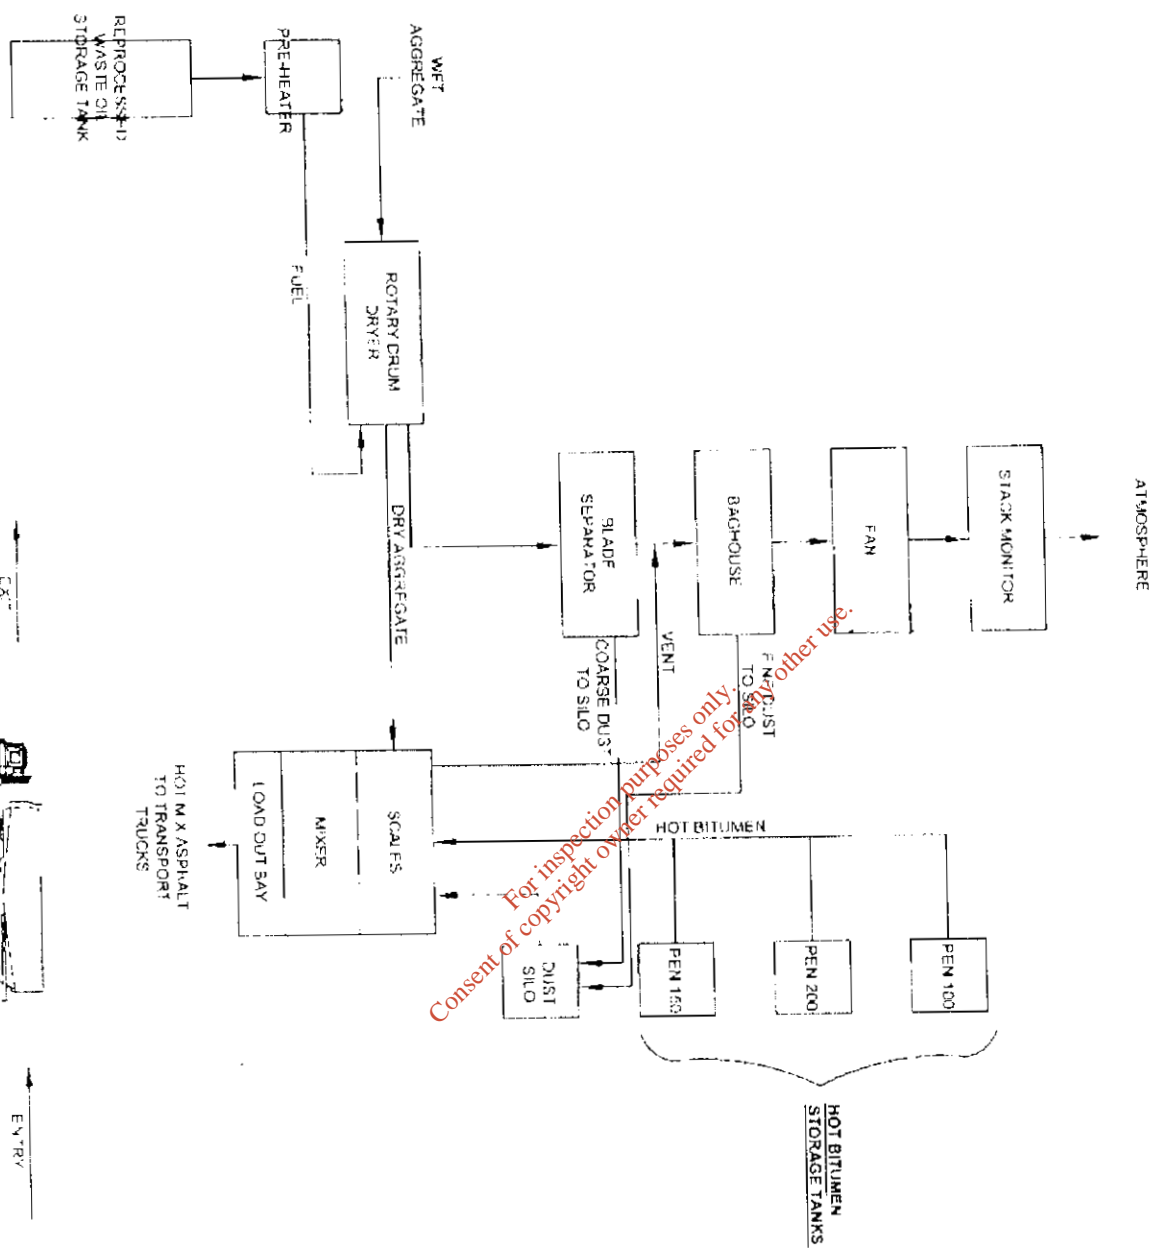 ATMOSPHERE
STACK MONITOR
FAN
BAGHOUSE
BLADE
SEPARATOR
FINE DUST
TO SILO
VENT
COARSE DUST
TO SILO
WET
AGGREGATE
ROTARY DRUM
DRYER
DRY AGGREGATE
PRE-HEATER
FUEL
REPROCESSED
WASTE OIL
STORAGE TANK
SCALES
MIXER
LOAD OUT BAY
HOT MIX ASPHALT
TO TRANSPORT
TRUCKS
HOT BITUMEN
PEN 100
PEN 200
PEN 150
DUST
SILO
HOT BITUMEN
STORAGE TANKS
EXIT
ENTRY
For inspection purposes only.
Consent of copyright owner required for any other use.